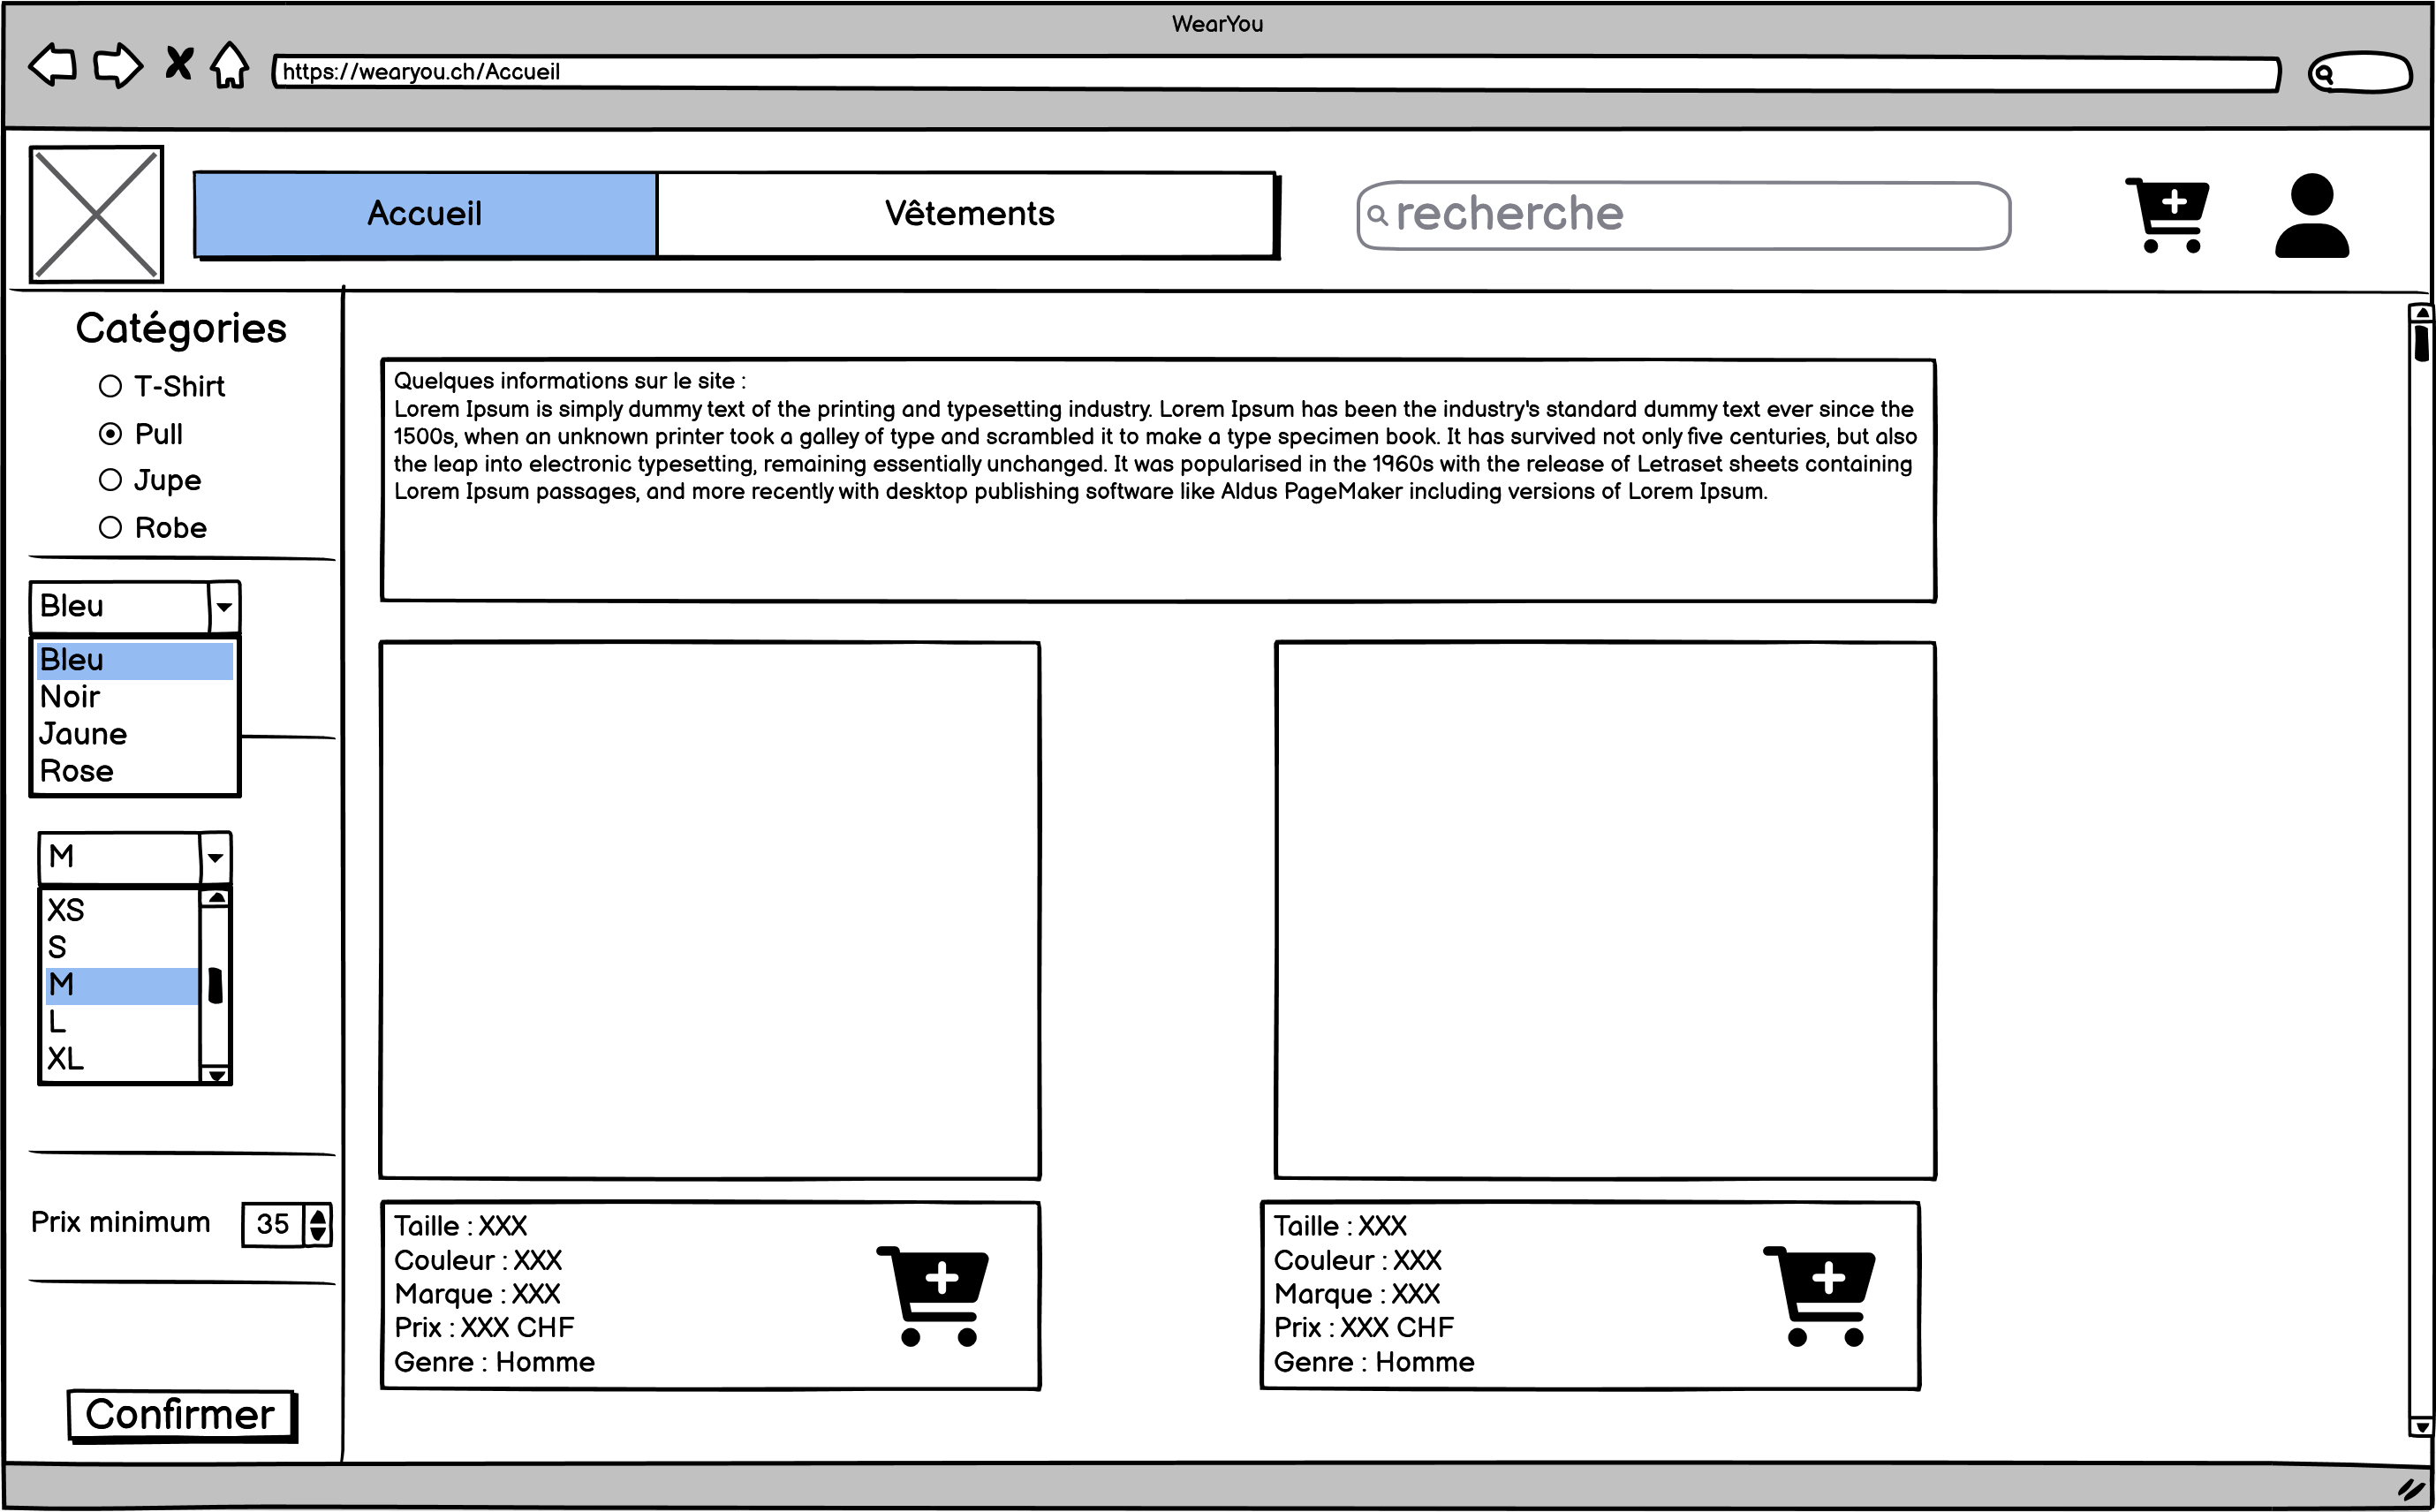 WearYou
https://wearyou.ch/Accueil
Accueil
Vêtements
recherche
Catégories
T-Shirt
Pull
Jupe
Robe
Bleu
Bleu
Noir
Jaune
Rose
M
XS
S
M
L
XL
Prix minimum
35
Confirmer
Quelques informations sur le site :
Lorem Ipsum is simply dummy text of the printing and typesetting industry. Lorem Ipsum has been the industry's standard dummy text ever since the
1500s, when an unknown printer took a galley of type and scrambled it to make a type specimen book. It has survived not only five centuries, but also
the leap into electronic typesetting, remaining essentially unchanged. It was popularised in the 1960s with the release of Letraset sheets containing
Lorem Ipsum passages, and more recently with desktop publishing software like Aldus PageMaker including versions of Lorem Ipsum.
Taille : XXX
Couleur : XXX
Marque : XXX
Prix : XXX CHF
Genre : Homme
Taille : XXX
Couleur : XXX
Marque : XXX
Prix : XXX CHF
Genre : Homme